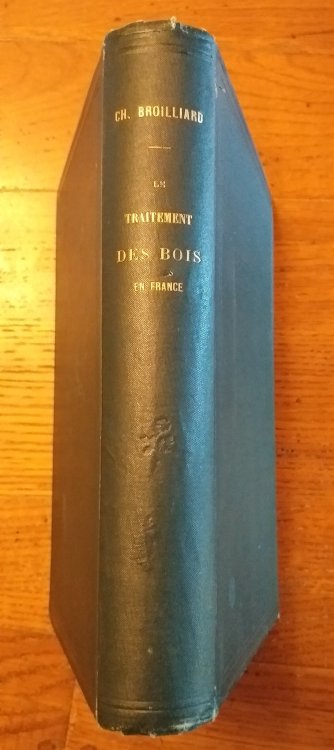 CH. BROILLIARD
LE
TRAITEMENT
DES BOIS
EN FRANCE